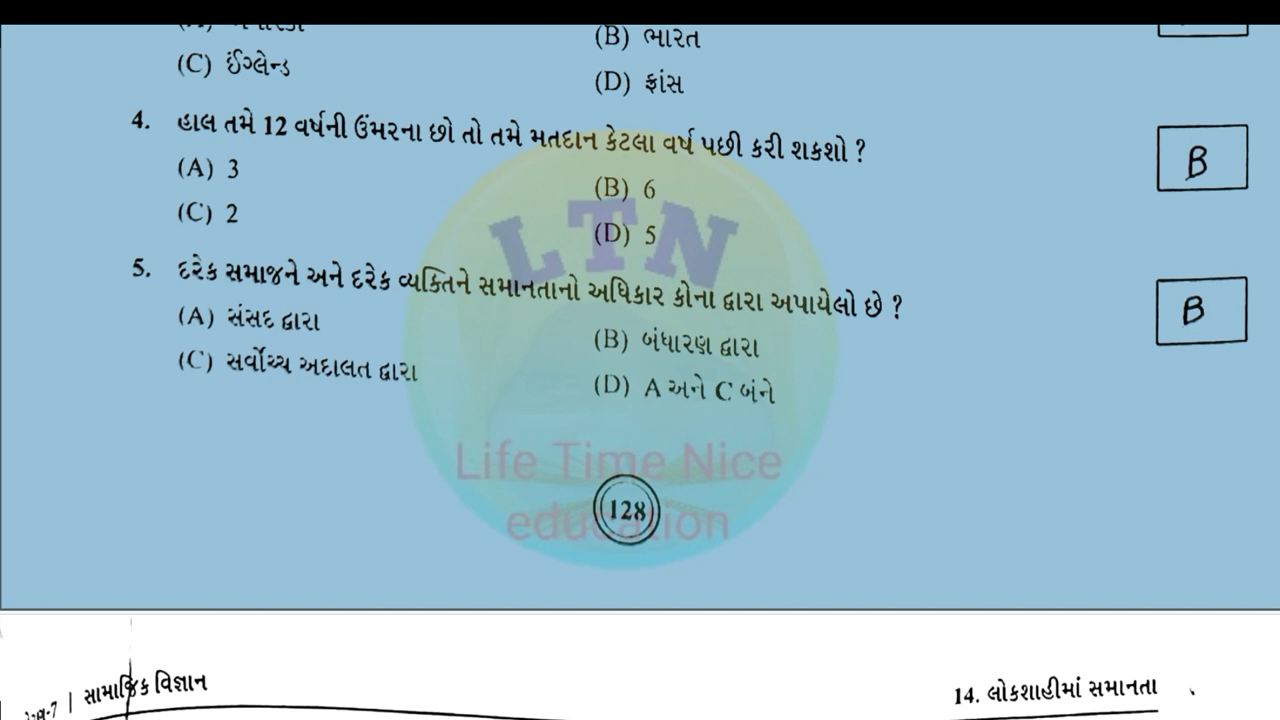 (B) ભારત
(C) ઈંગ્લેન્ડ
(D) ફ્રાંસ
4. હાલ તમે 12 વર્ષની ઉંમરના છો તો તમે મતદાન કેટલા વર્ષ પછી કરી શકશો ?
B
(A) 3
(B) 6
(C) 2
(D) 5
5. દરેક સમાજને અને દરેક વ્યક્તિને સમાનતાનો અધિકાર કોના દ્વારા અપાયેલો છે ?
B
(A) સંસદ દ્વારા
(B) બંધારણ દ્વારા
(C) સર્વોચ્ચ અદાલત દ્વારા
(D) A અને C બંને
LTN
Life Time Nice
education
128
સામાજિક વિજ્ઞાન
14. લોકશાહીમાં સમાનતા